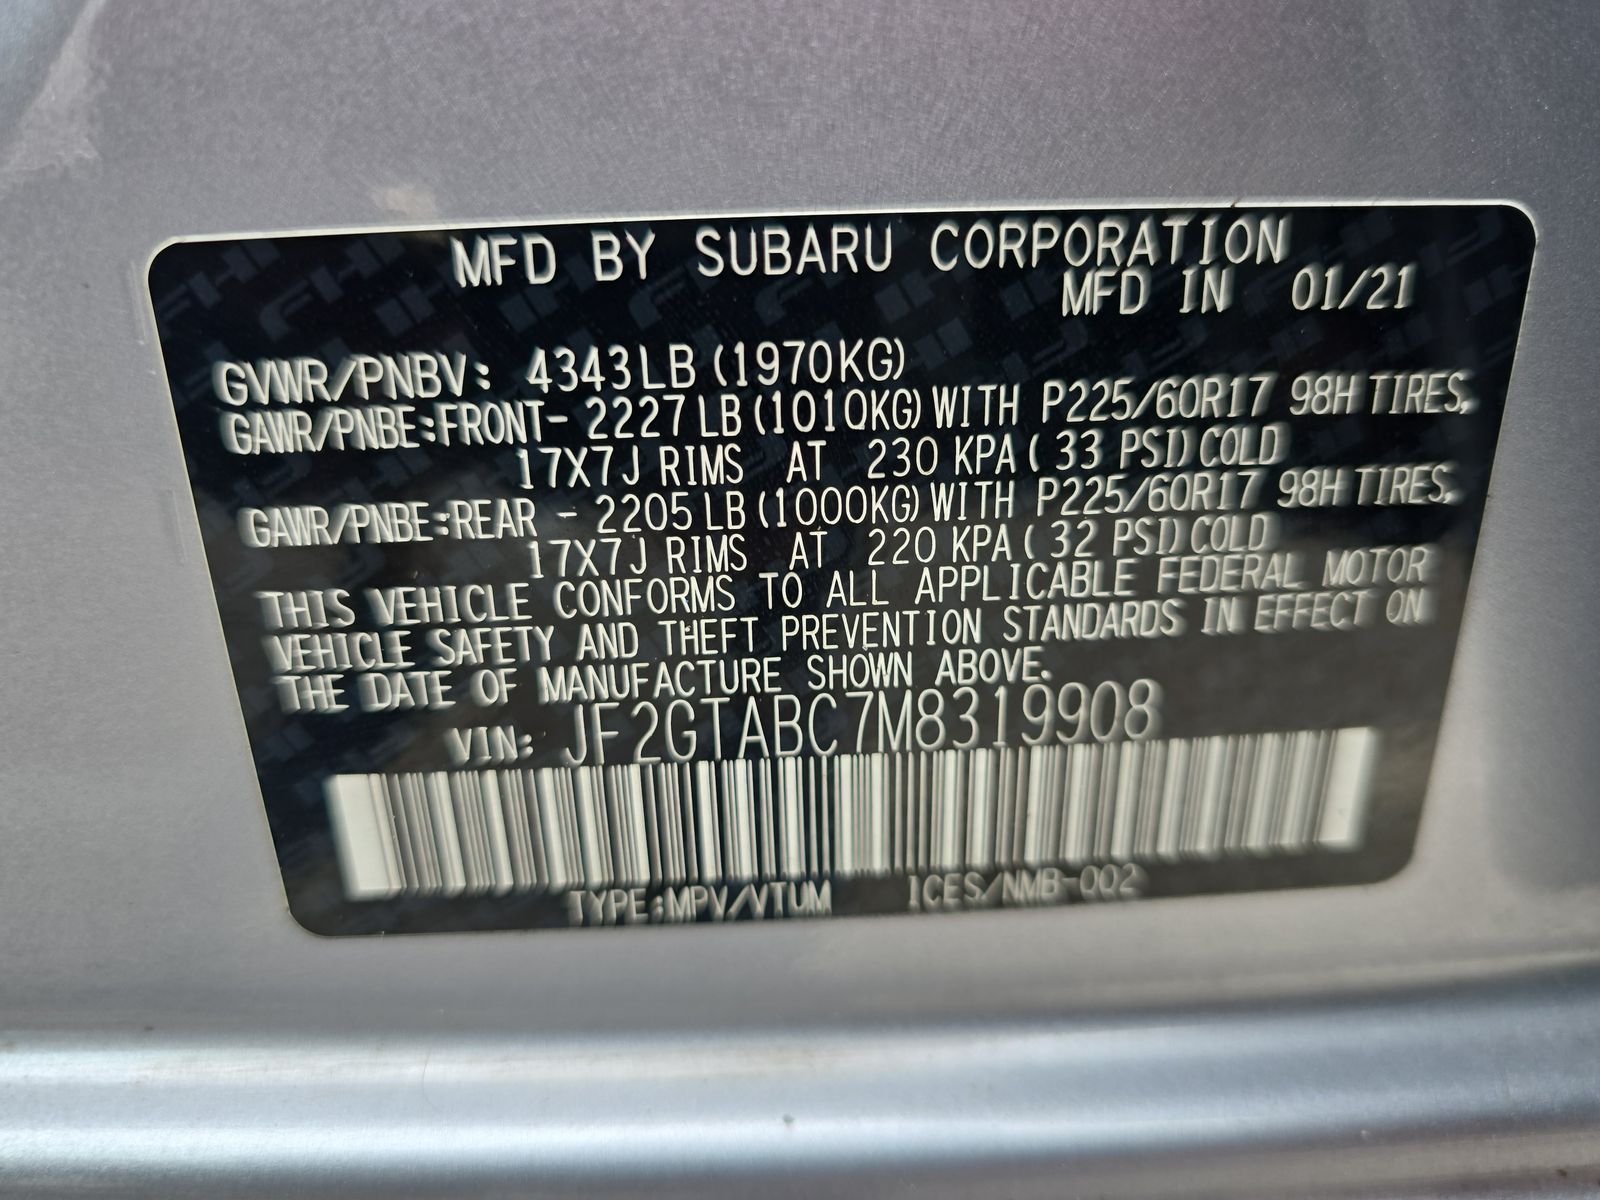 MFD BY SUBARU CORPORATION
MFD IN 01/21
GVWR/PNBV: 4343LB (1970KG)
GAWR/PNBE:FRONT- 2227LB (1010KG) WITH P225/60R17 98H TIRES,
17X7J RIMS AT 230 KPA ( 33 PSI) COLD
GAWR/PNBE:REAR - 2205LB (1000KG) WITH P225/60R17 98H TIRES,
17X7J RIMS AT 220 KPA ( 32 PSI) COLD
THIS VEHICLE CONFORMS TO ALL APPLICABLE FEDERAL MOTOR
VEHICLE SAFETY AND THEFT PREVENTION STANDARDS IN EFFECT ON
THE DATE OF MANUFACTURE SHOWN ABOVE.
VIN: JF2GTABC7M8319908
TYPE:MPV/VTUM ICES/NMB-002